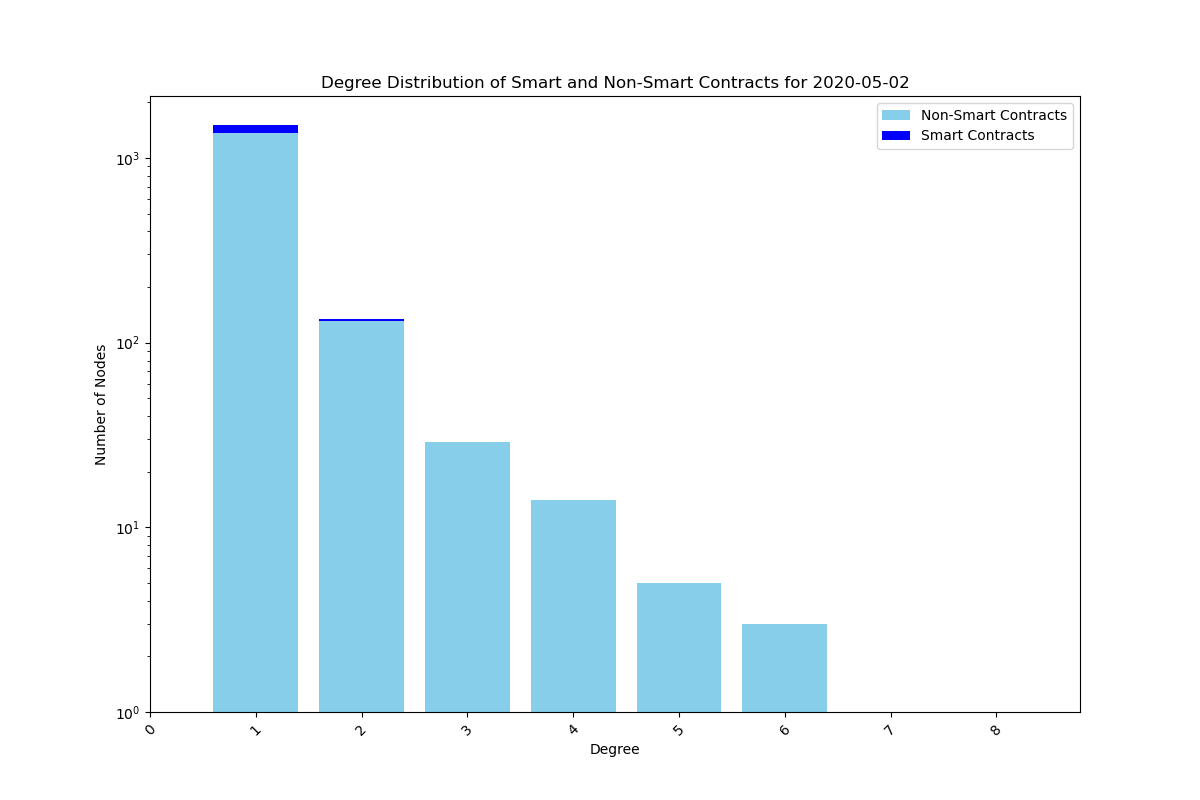 Degree Distribution of Smart and Non-Smart Contracts for 2020-05-02
Non-Smart Contracts
Smart Contracts
10³
10²
10¹
10⁰
Number of Nodes
0 1 2 3 4 5 6 7 8
Degree